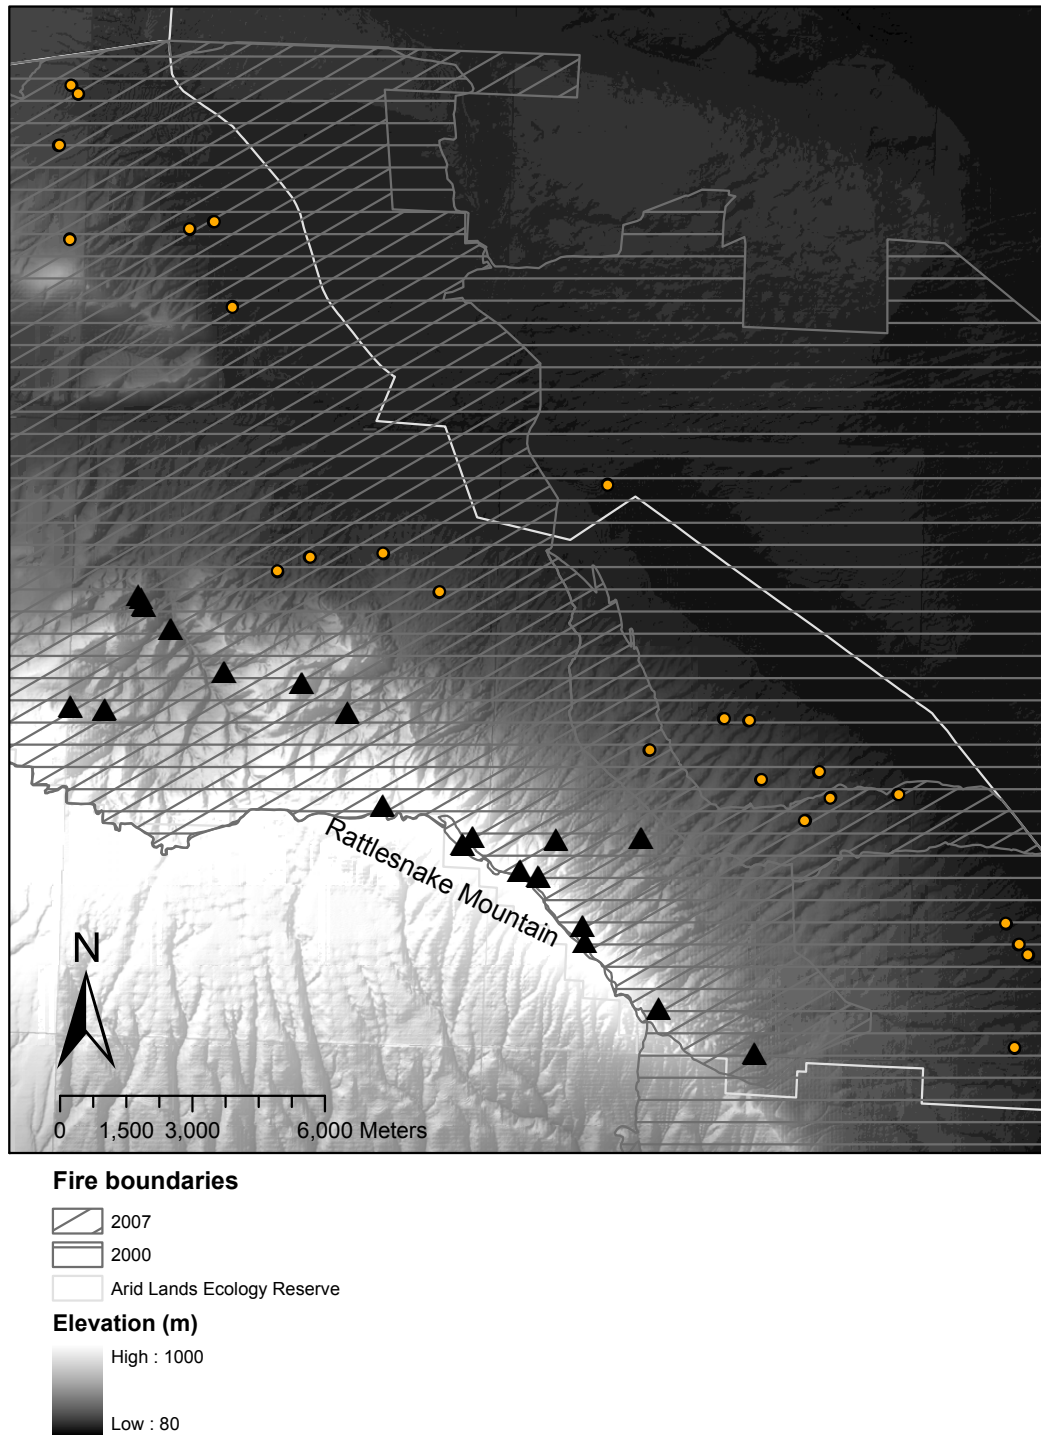 Rattlesnake Mountain
N
0 1,500 3,000 6,000 Meters
Fire boundaries
2007
2000
Arid Lands Ecology Reserve
Elevation (m)
High : 1000
Low : 80